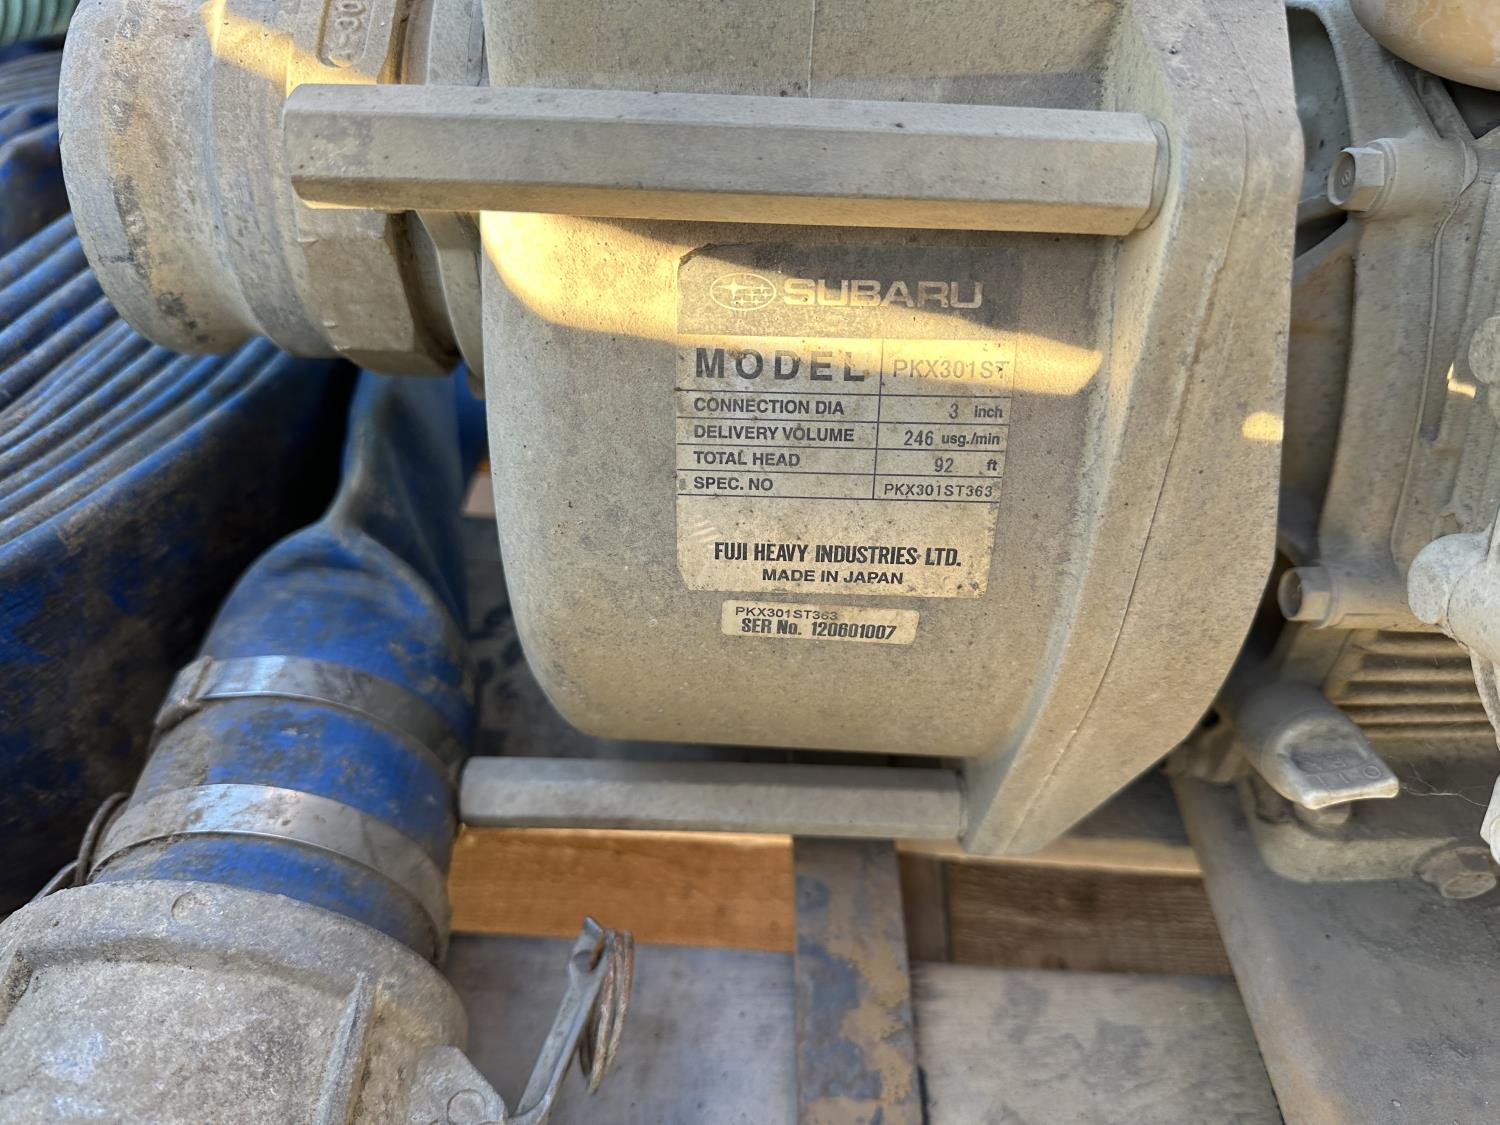 SUBARU
MODEL PKX301ST
CONNECTION DIA 3 inch
DELIVERY VOLUME 246 usg./min
TOTAL HEAD 92 ft
SPEC. NO PKX301ST363
FUJI HEAVY INDUSTRIES LTD.
MADE IN JAPAN
PKX301ST363
SER No. 120601007
OIL